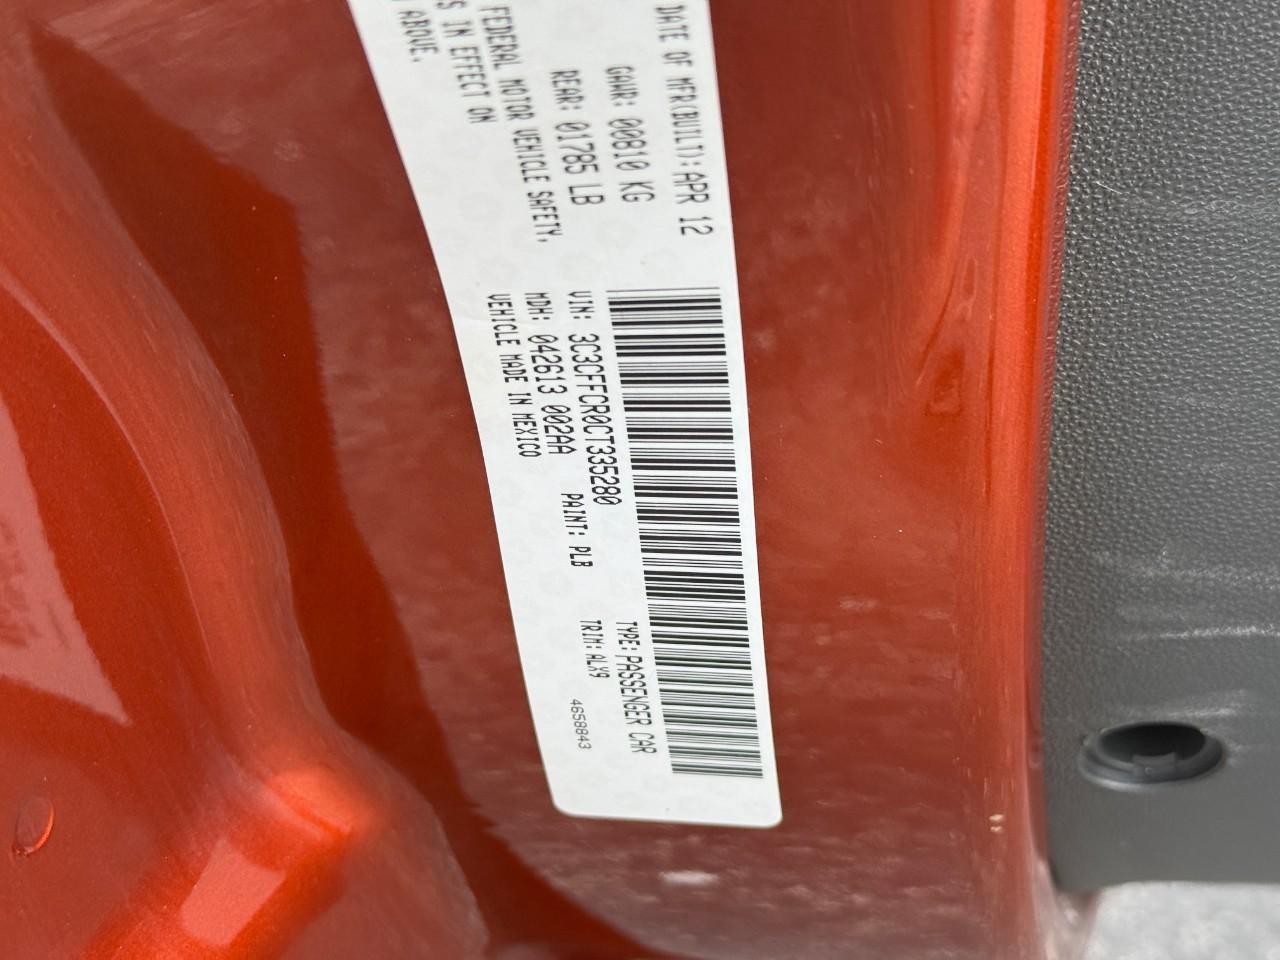 DATE OF MFR(BUILT): APR 12
GAWR: 00810 KG
REAR: 01785 LB
FEDERAL MOTOR VEHICLE SAFETY,
S IN EFFECT ON
ABOVE.
VIN: 3C3CFFCR0CT335280
TYPE: PASSENGER CAR
MDH: 042613 002AA
PAINT: PLB
TRIM: ALX9
VEHICLE MADE IN MEXICO
4658843